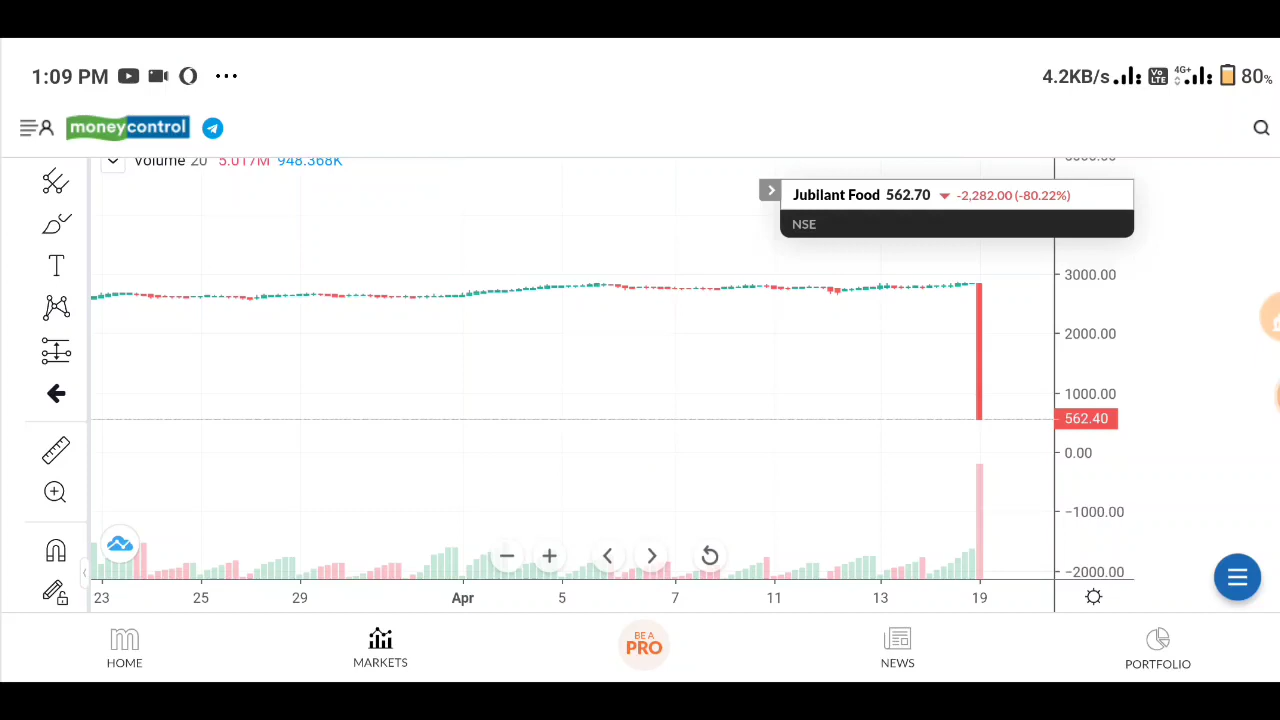 1:09 PM
4.2KB/s VoLTE 4G+ 80%
moneycontrol
Volume 20 5.017M 948.368K
Jubilant Food 562.70 -2,282.00 (-80.22%)
NSE
3000.00
2000.00
1000.00
562.40
0.00
−1000.00
−2000.00
23 25 29 Apr 5 7 11 13 19
BE A
PRO
HOME MARKETS NEWS PORTFOLIO